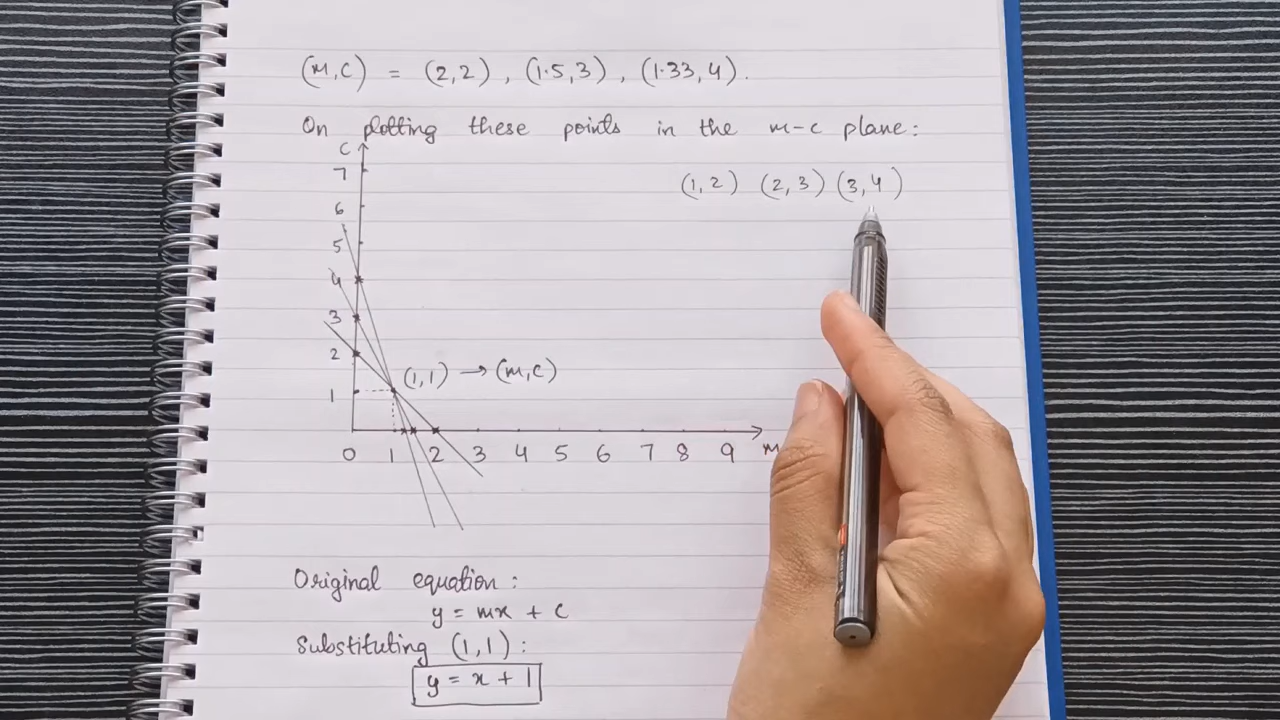 (m,c) = (2,2) , (1.5,3) , (1.33,4).
On plotting these points in the m-c plane:
(1,2) (2,3) (3,4)
c
7
6
5
4
3
2
1
(1,1) → (m,c)
0 1 2 3 4 5 6 7 8 9 m
Original equation :
y = mx + c
Substituting (1,1) :
y = x + 1